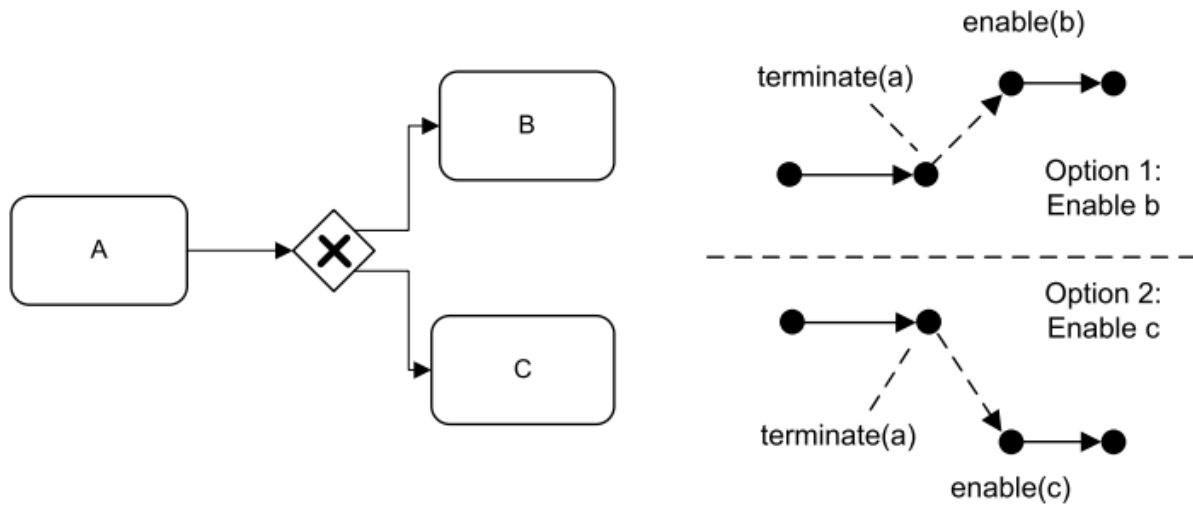 A
B
C
enable(b)
terminate(a)
Option 1:
Enable b
Option 2:
Enable c
terminate(a)
enable(c)